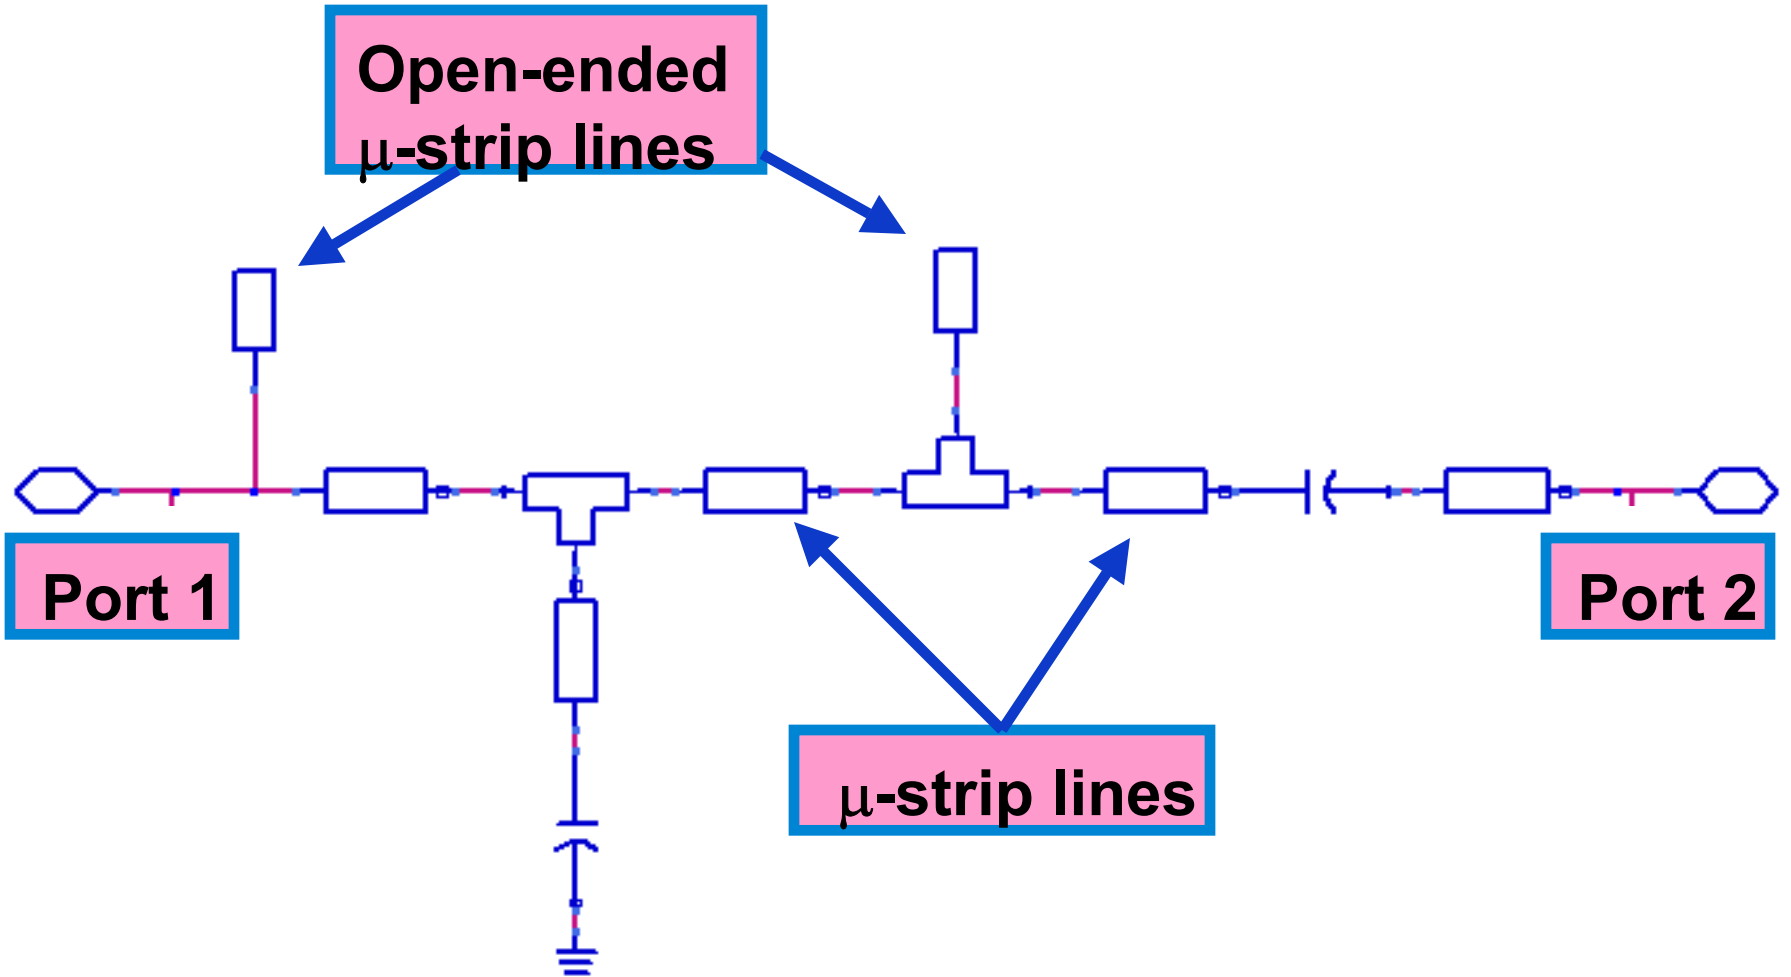 Open-ended
μ-strip lines
Port 1
Port 2
μ-strip lines